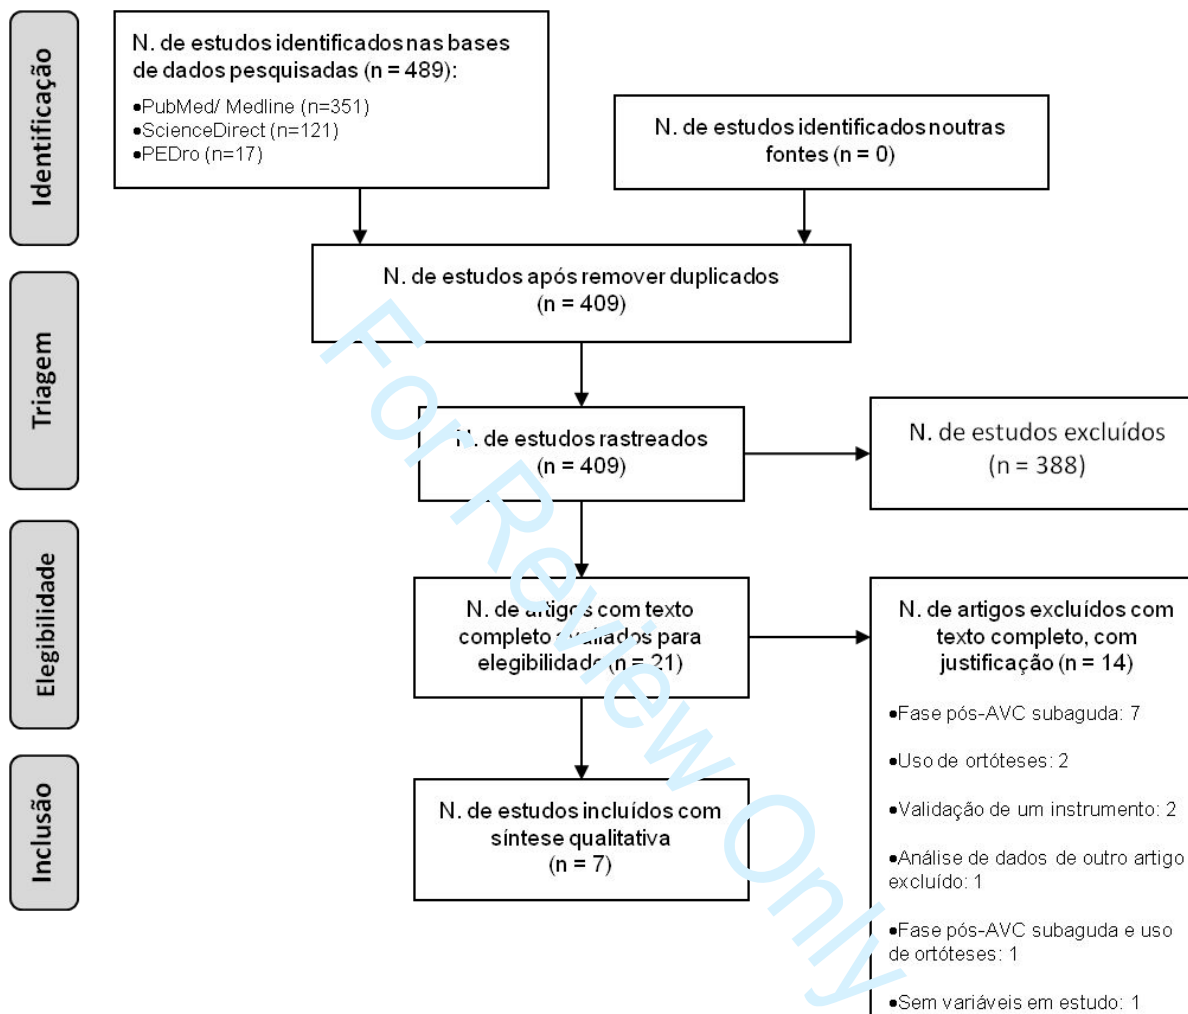 Identificação
N. de estudos identificados nas bases
de dados pesquisadas (n = 489):
•PubMed/ Medline (n=351)
•ScienceDirect (n=121)
•PEDro (n=17)
N. de estudos identificados noutras
fontes (n = 0)
Triagem
N. de estudos após remover duplicados
(n = 409)
N. de estudos rastreados
(n = 409)
N. de estudos excluídos
(n = 388)
Elegibilidade
N. de artigos com texto
completo avaliados para
elegibilidade (n = 21)
N. de artigos excluídos com
texto completo, com
justificação (n = 14)
•Fase pós-AVC subaguda: 7
•Uso de ortóteses: 2
•Validação de um instrumento: 2
•Análise de dados de outro artigo
excluído: 1
•Fase pós-AVC subaguda e uso
de ortóteses: 1
•Sem variáveis em estudo: 1
Inclusão
N. de estudos incluídos com
síntese qualitativa
(n = 7)
For Review Only